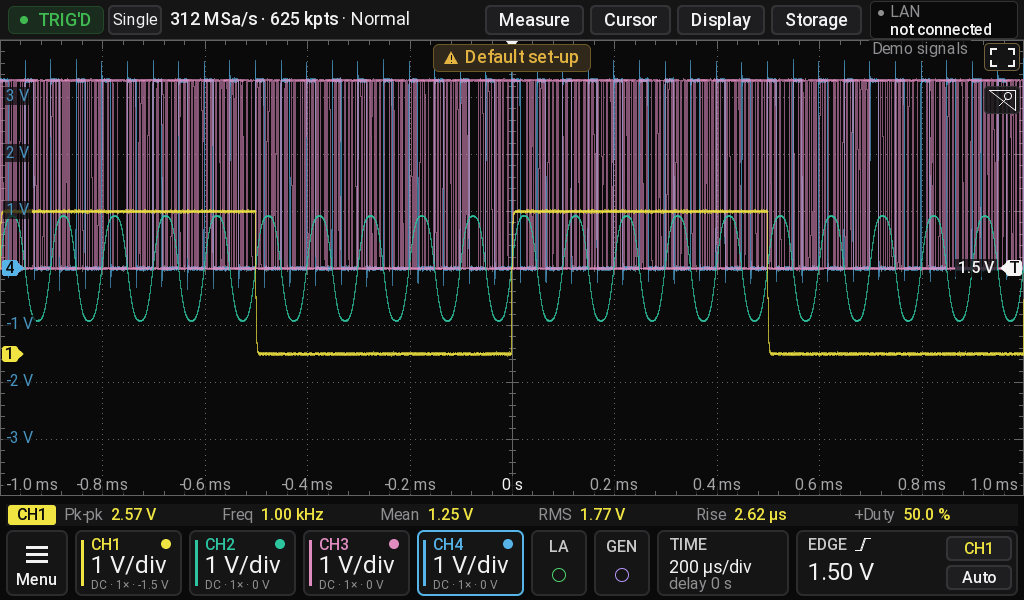 TRIG'D Single 312 MSa/s · 625 kpts · Normal Measure Cursor Display Storage LAN
not connected
Demo signals
Default set-up
3 V
2 V
1 V
4 1.5 V T
-1 V
1
-2 V
-3 V
-1.0 ms -0.8 ms -0.6 ms -0.4 ms -0.2 ms 0 s 0.2 ms 0.4 ms 0.6 ms 0.8 ms 1.0 ms
CH1 Pk-pk 2.57 V Freq 1.00 kHz Mean 1.25 V RMS 1.77 V Rise 2.62 µs +Duty 50.0 %
Menu
CH1
1 V/div
DC · 1× · -1.5 V
CH2
1 V/div
DC · 1× · 0 V
CH3
1 V/div
DC · 1× · 0 V
CH4
1 V/div
DC · 1× · 0 V
LA
GEN
TIME
200 µs/div
delay 0 s
EDGE
1.50 V
CH1
Auto